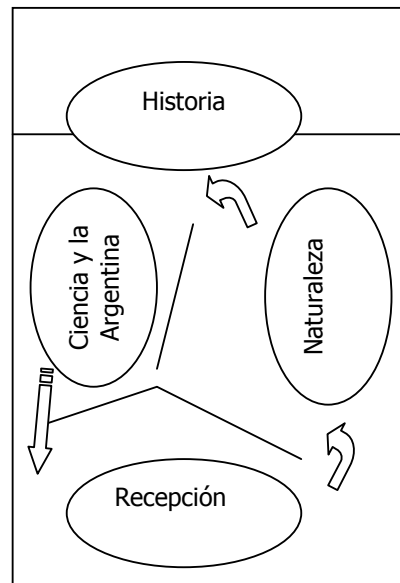 Historia
Ciencia y la
Argentina
Naturaleza
Recepción